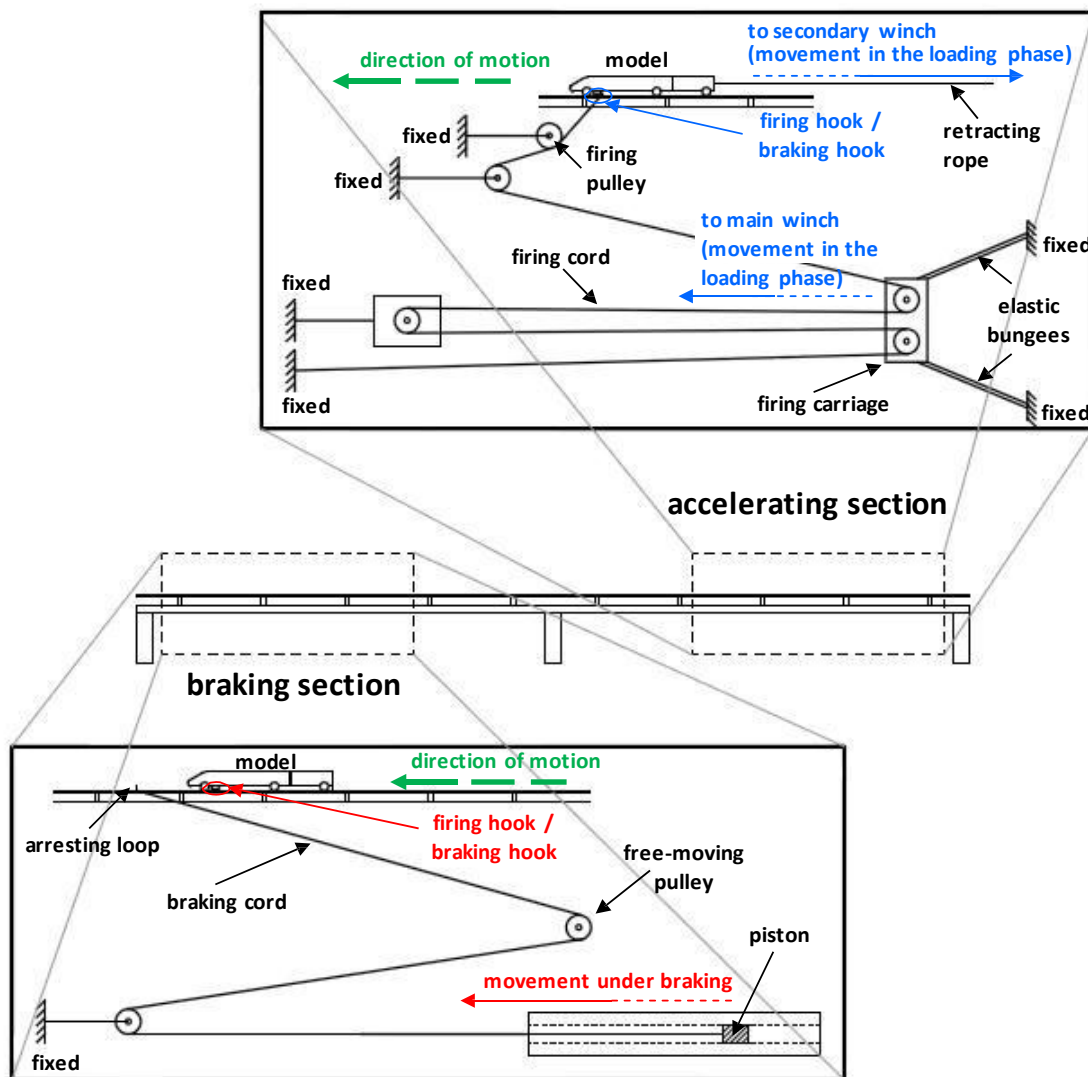 to secondary winch
(movement in the loading phase)
direction of motion
model
fixed
firing hook /
braking hook
retracting
rope
firing
pulley
fixed
to main winch
(movement in the
loading phase)
fixed
firing cord
fixed
elastic
bungees
fixed
firing carriage
fixed
accelerating section
braking section
model
direction of motion
arresting loop
firing hook /
braking hook
braking cord
free-moving
pulley
piston
movement under braking
fixed